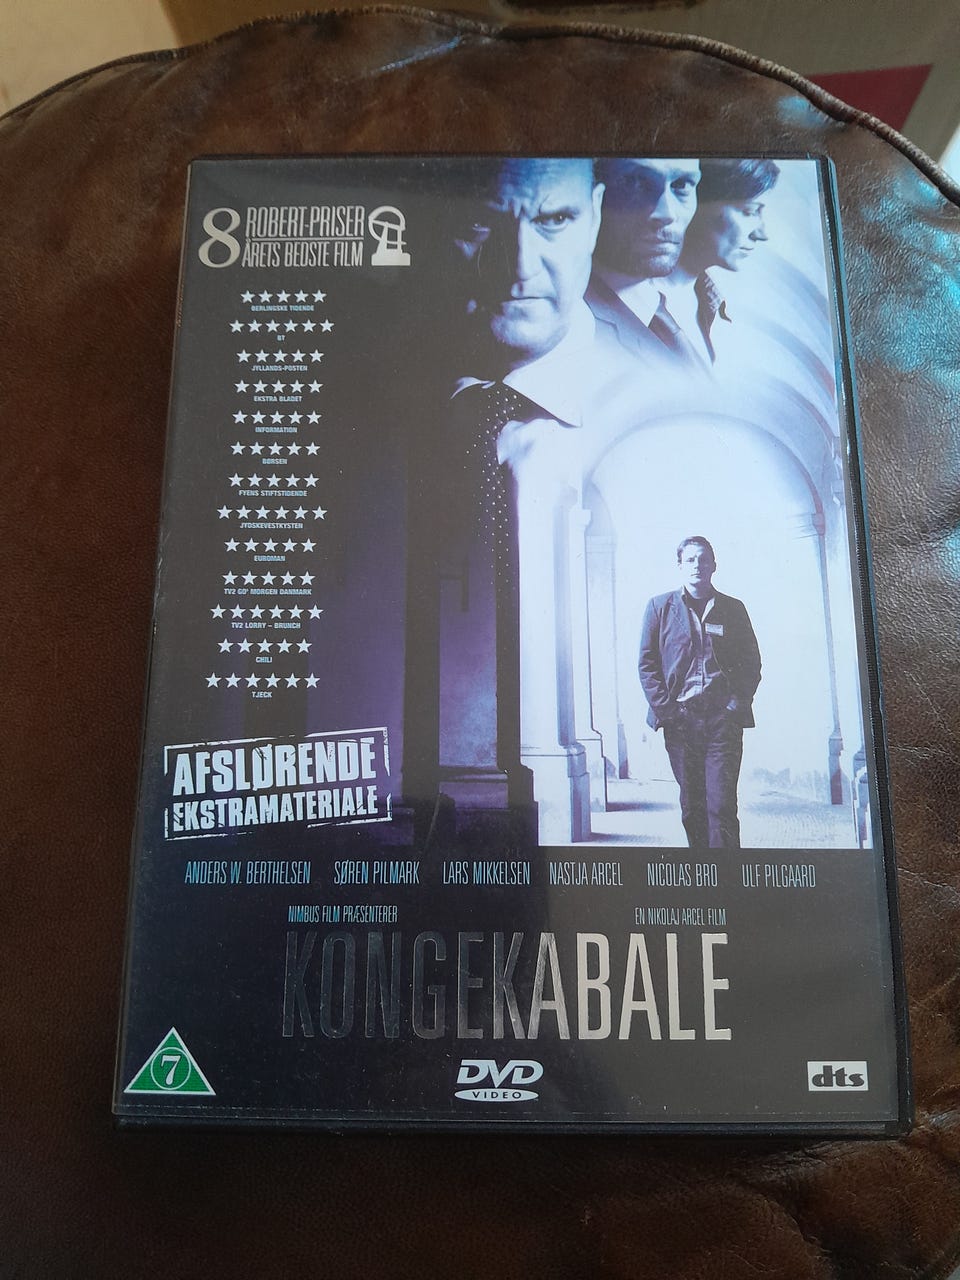 8 ROBERT-PRISER
ÅRETS BEDSTE FILM
BERLINGSKE TIDENDE
BT
JYLLANDS-POSTEN
EKSTRA BLADET
INFORMATION
BØRSEN
FYENS STIFTSTIDENDE
JYDSKEVESTKYSTEN
EUROMAN
TV2 GO' MORGEN DANMARK
TV2 LORRY – BRUNCH
CHILI
TJECK
AFSLØRENDE
EKSTRAMATERIALE
ANDERS W. BERTHELSEN SØREN PILMARK LARS MIKKELSEN NASTJA ARCEL NICOLAS BRO ULF PILGAARD
NIMBUS FILM PRÆSENTERER EN NIKOLAJ ARCEL FILM
KONGEKABALE
7
DVD
VIDEO
dts